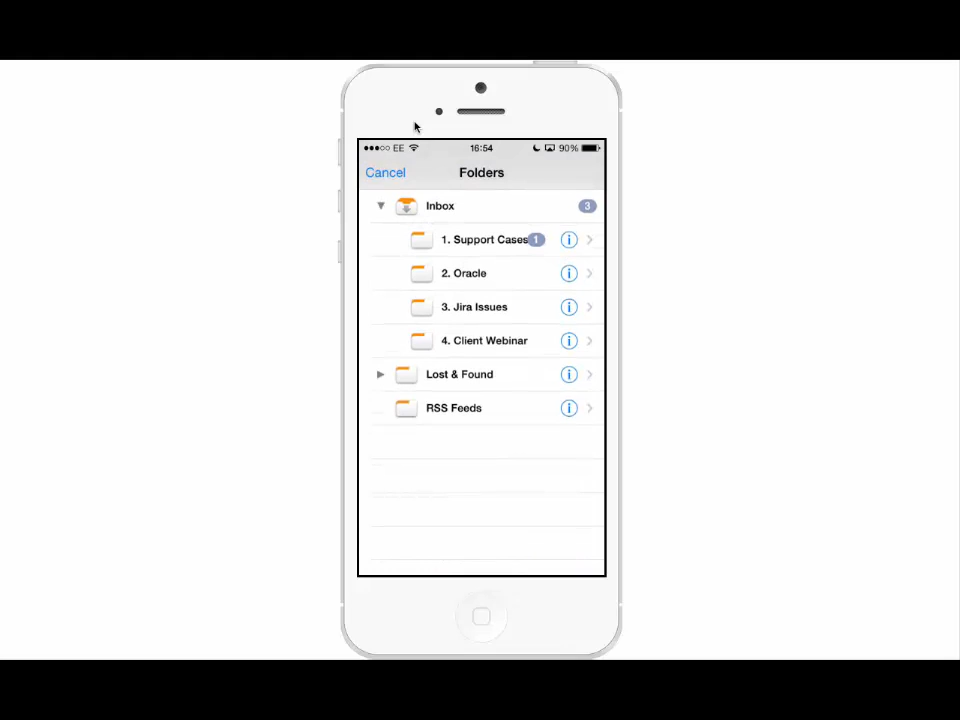 EE 16:54 90%
Cancel Folders
Inbox 3
1. Support Cases 1
2. Oracle
3. Jira Issues
4. Client Webinar
Lost & Found
RSS Feeds